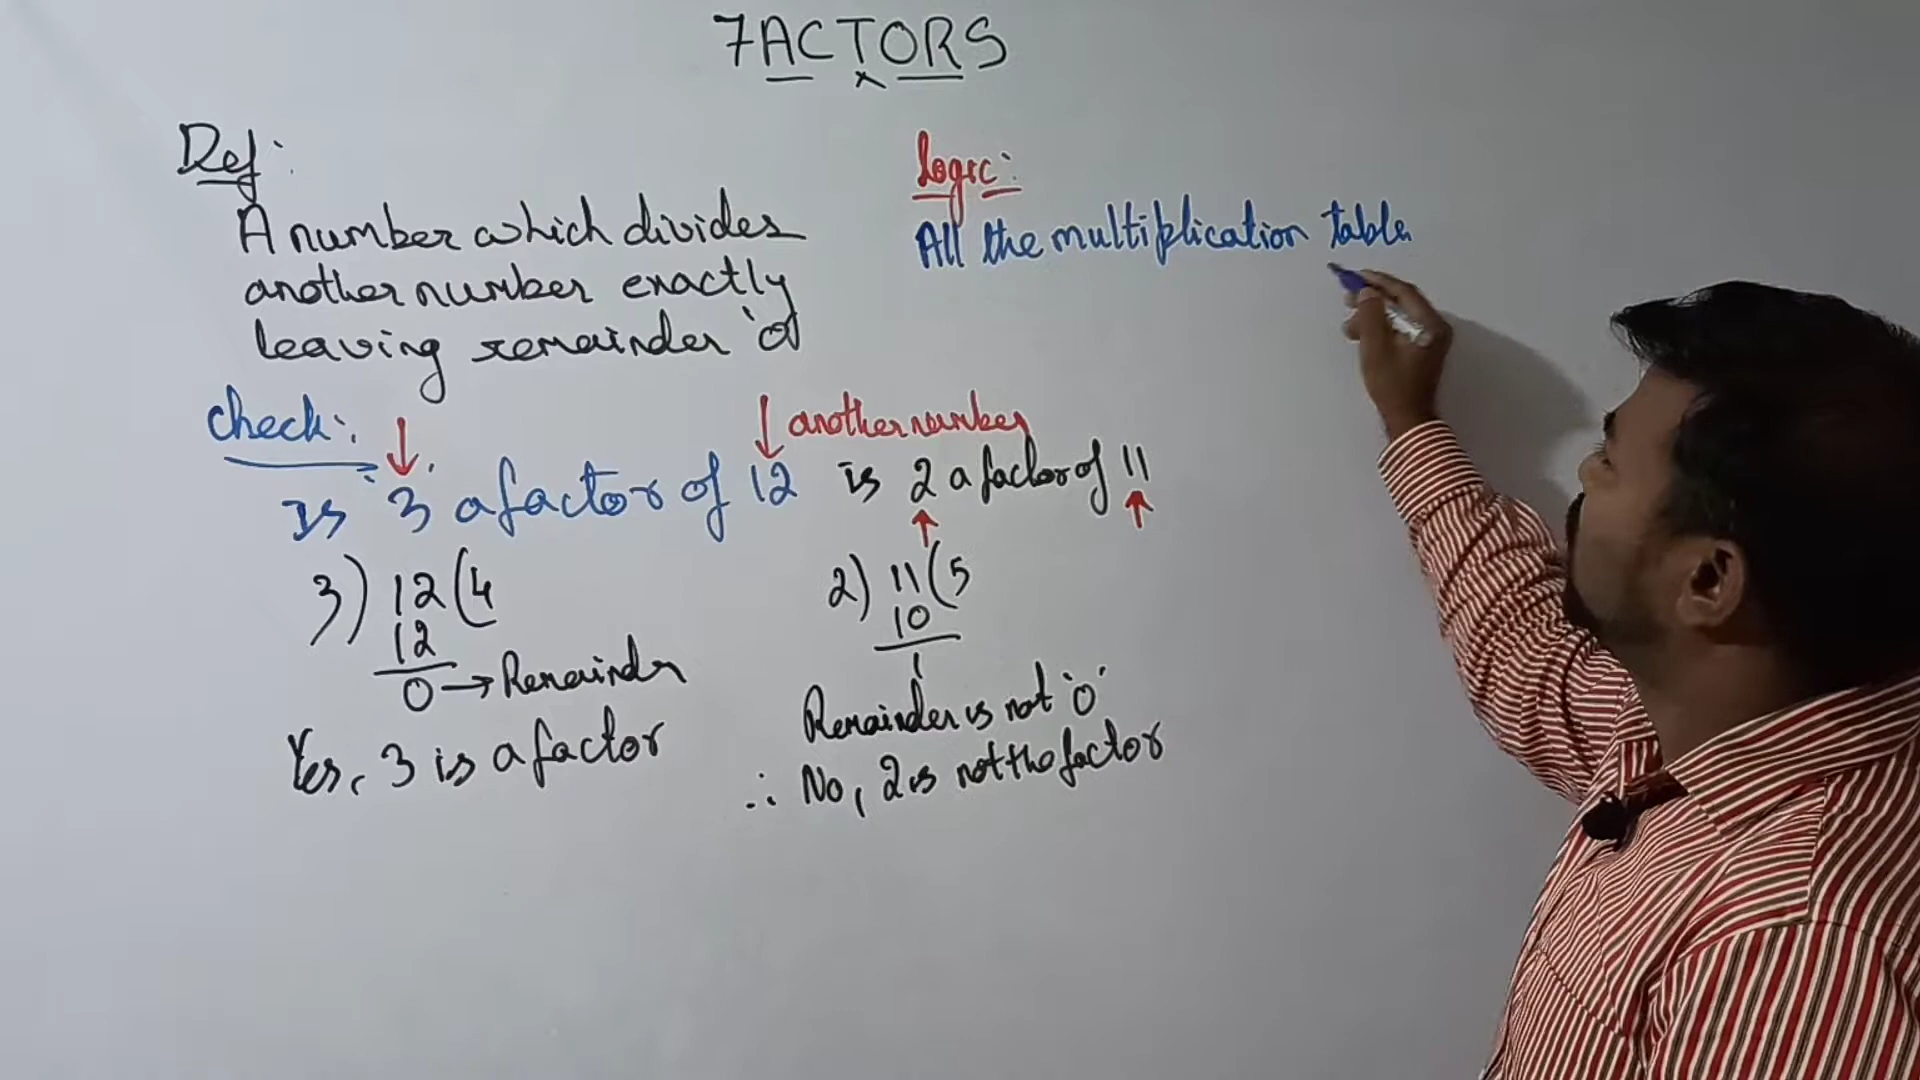 FACTORS
Def:
A number which divides
another number exactly
leaving remainder '0'
Logic:
All the multiplication table
check:
another number
Is 3 a factor of 12
is 2 a factor of 11
3) 12 (4
12
0 → Remainder
Yes, 3 is a factor
2) 11 (5
10
1
Remainder is not '0'
∴ No, 2 is not the factor